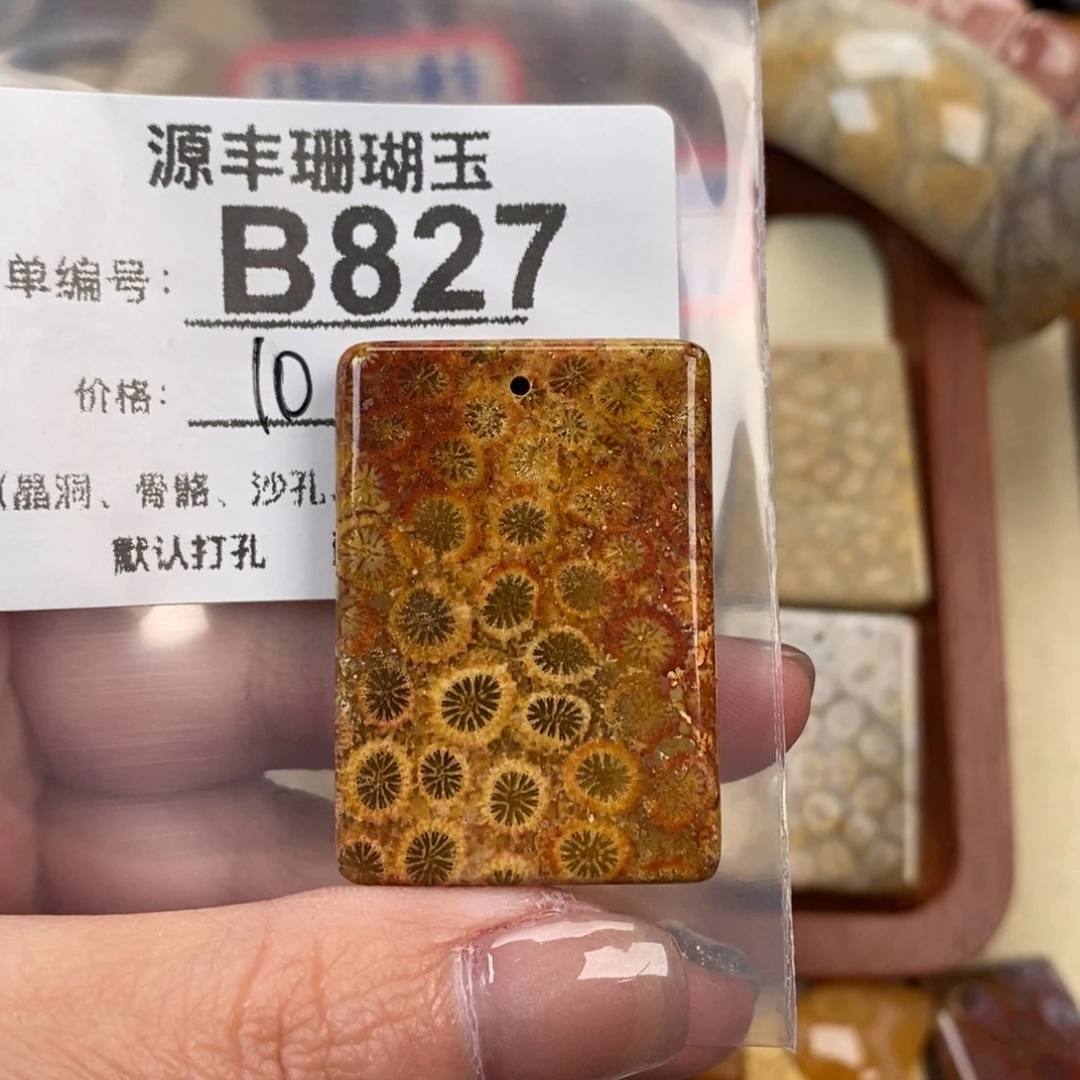 源丰珊瑚玉
单编号： B827
价格： 10
（晶洞、骨骼、沙孔、
默认打孔